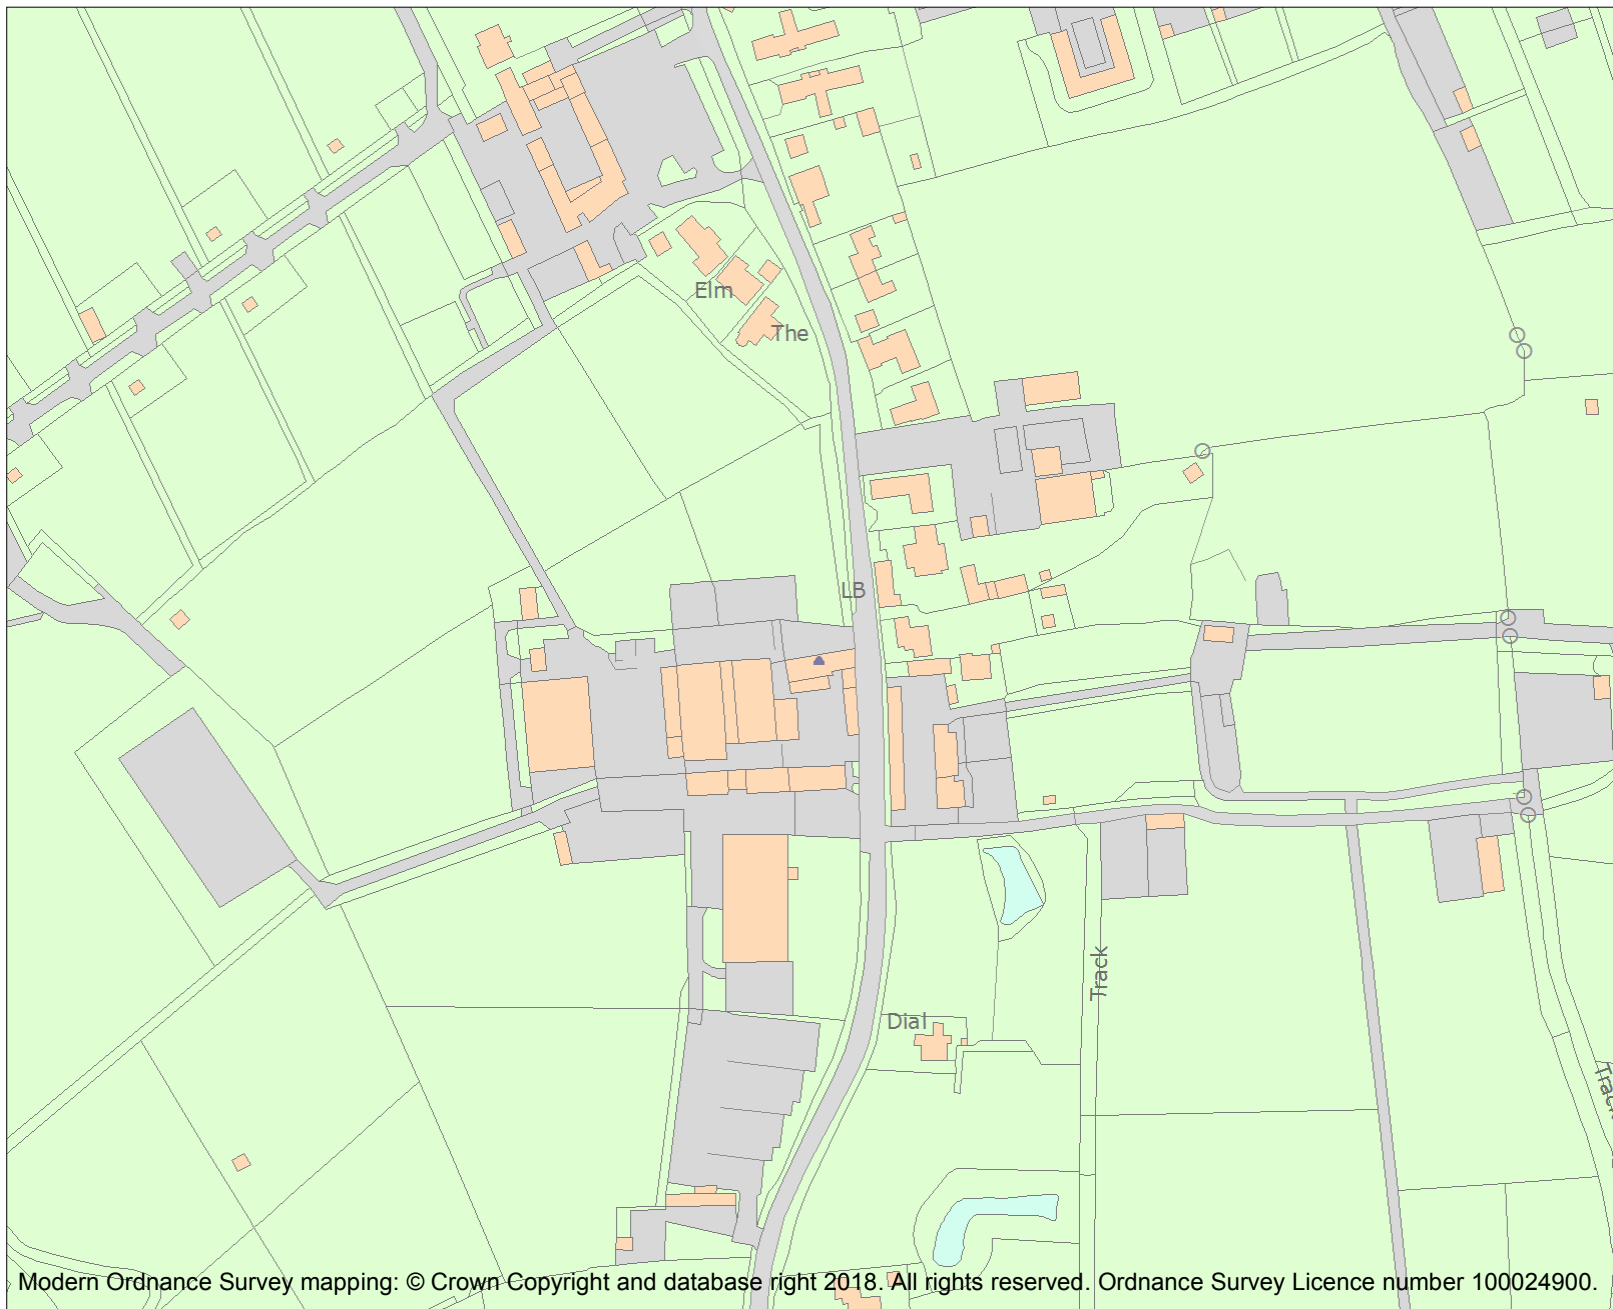 Elm
The
LB
Track
Dial
Track
Modern Ordnance Survey mapping: © Crown Copyright and database right 2018. All rights reserved. Ordnance Survey Licence number 100024900.